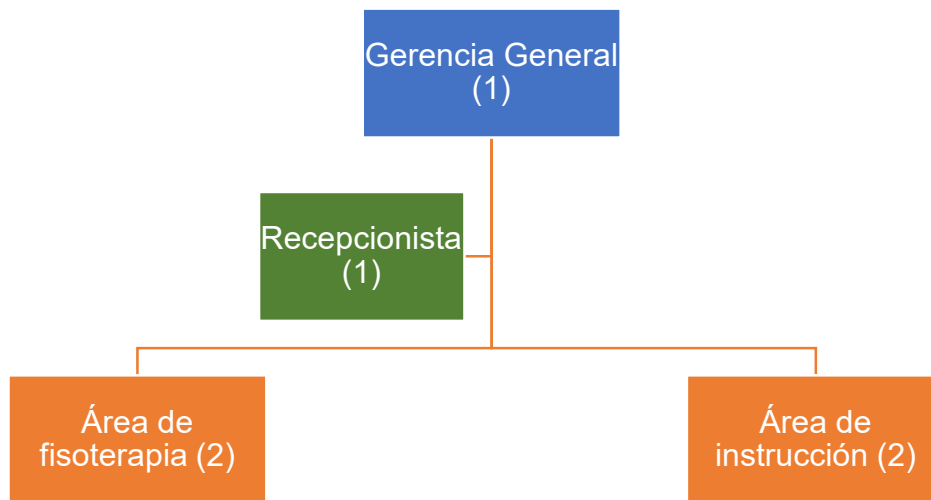 Gerencia General
(1)
Recepcionista
(1)
Área de
fisoterapia (2)
Área de
instrucción (2)